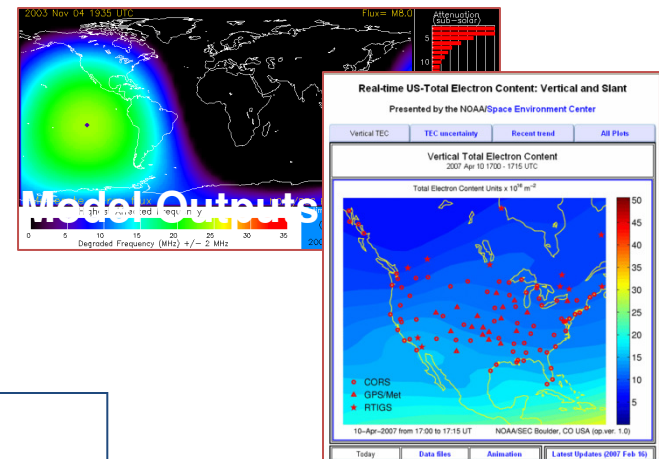 2003 Nov 04 1935 UTC
Flux= M8.0
Attenuation
(sub-solar)
5
10
Model Outputs
Highest Affected Frequency
0 5 10 15 20 25 30 35
Degraded Frequency (MHz) +/- 2 MHz
200
Real-time US-Total Electron Content: Vertical and Slant
Presented by the NOAA/Space Environment Center
Vertical TEC
TEC uncertainty
Recent trend
All Plots
Vertical Total Electron Content
2007 Apr 10 1700 - 1715 UTC
Total Electron Content Units x 10^16 m^-2
50
45
40
35
30
25
20
15
10
5
CORS
GPS/Met
RTIGS
10-Apr-2007 from 17:00 to 17:15 UT
NOAA/SEC Boulder, CO USA (op.ver. 1.0)
Today
Data files
Animation
Latest Updates (2007 Feb 16)